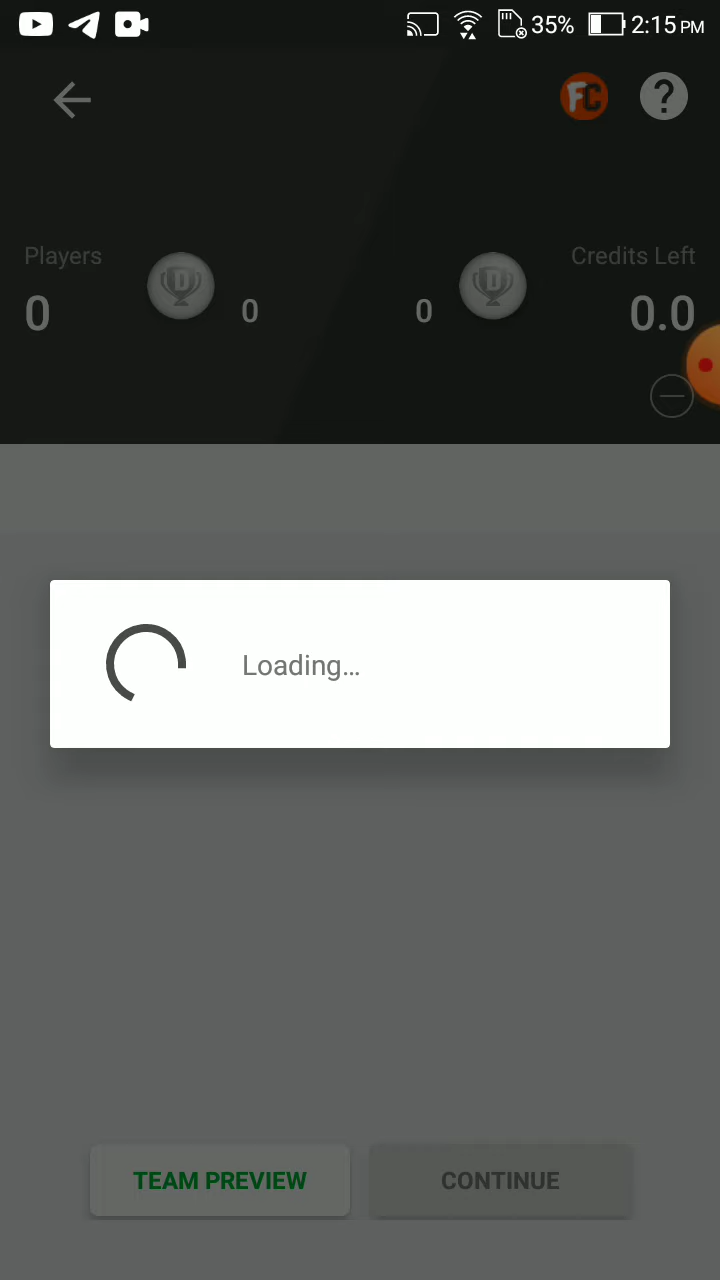 35% 2:15 PM
FC ?
Players Credits Left
D D
0 0 0 0.0
Loading...
TEAM PREVIEW CONTINUE